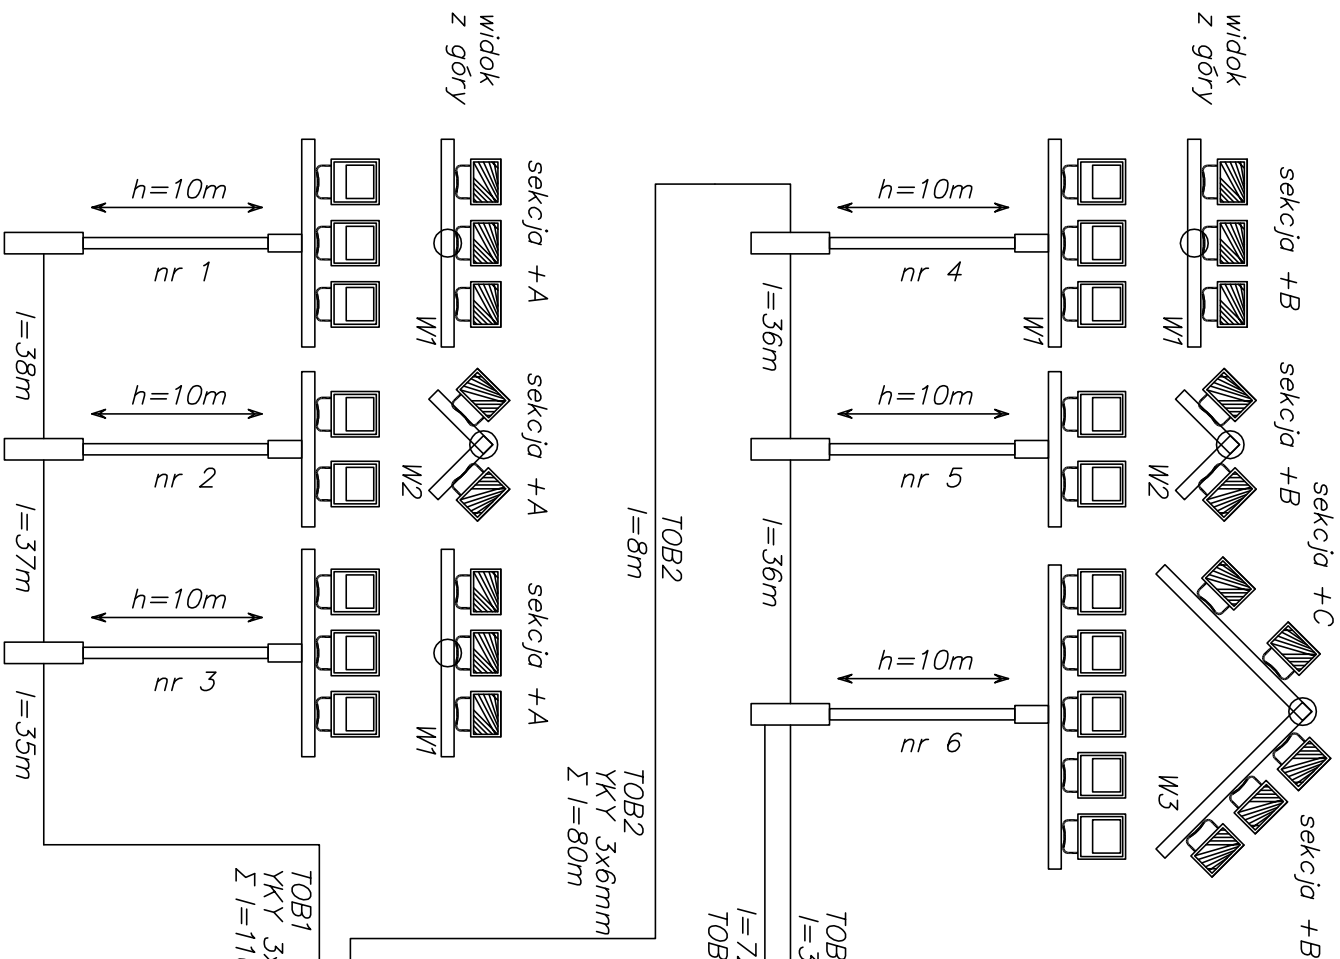 widok
z góry
sekcja +A
W1
h=10m
nr 1
l=38m
sekcja +A
W2
h=10m
nr 2
l=37m
sekcja +A
W1
h=10m
nr 3
l=35m
TOB1
YKY
widok
z góry
sekcja +B
W1
W1
h=10m
nr 4
l=36m
sekcja +B
W2
h=10m
nr 5
l=36m
sekcja +C
sekcja +B
W3
h=10m
nr 6
TOB2
l=8m
TOB2
YKY 3x6mm
Σ l=80m